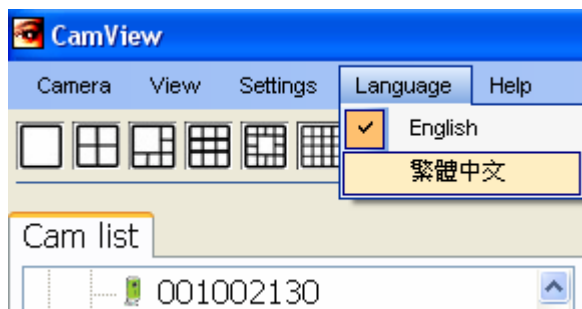 CamView
Camera View Settings Language Help
English
繁體中文
Cam list
001002130